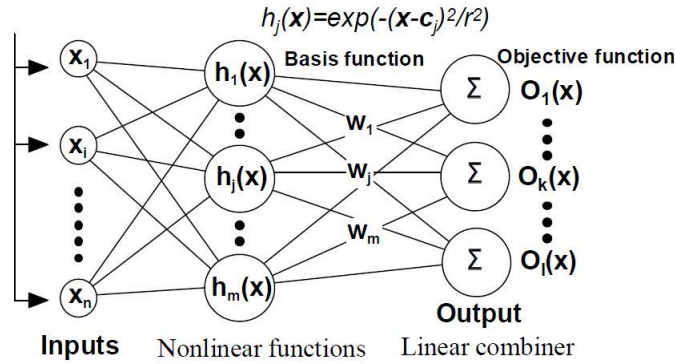 hⱼ(x)=exp(-(x-cⱼ)²/r²)
Basis function
Objective function
x₁
h₁(x)
Σ
O₁(x)
w₁
xᵢ
hⱼ(x)
wⱼ
Σ
Oₖ(x)
wₘ
xₙ
hₘ(x)
Σ
Oₗ(x)
Inputs
Nonlinear functions
Output
Linear combiner